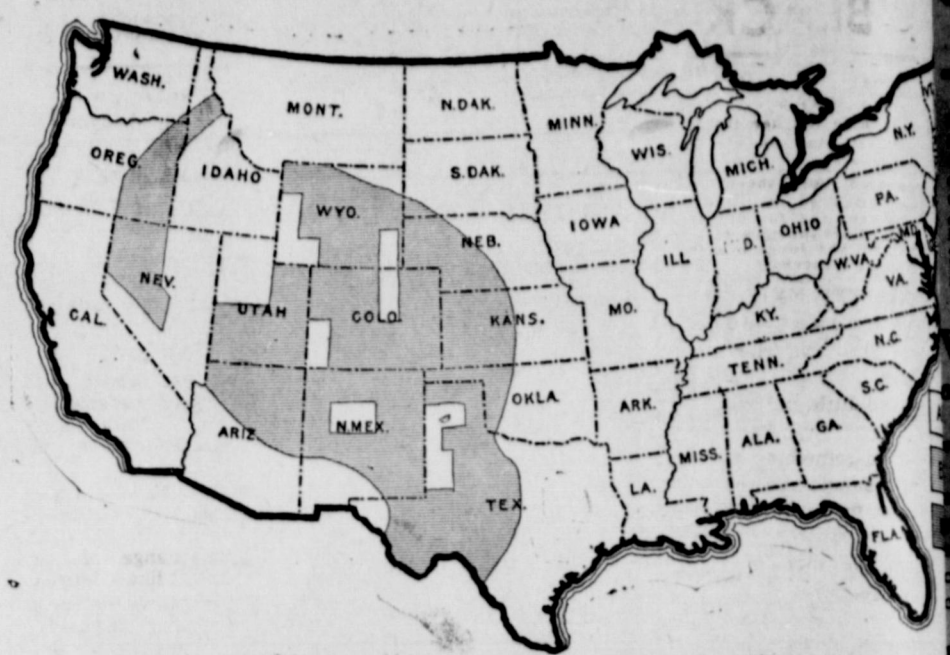 WASH.
MONT.
N.DAK.
MINN.
OREG.
IDAHO
S.DAK.
WIS.
MICH.
N.Y.
WYO.
NEB.
IOWA
ILL
D.
OHIO
PA.
NEV.
UTAH
COLO.
KANS.
MO.
KY.
W.VA.
VA.
CAL.
N.C.
TENN.
ARIZ.
N.MEX.
OKLA.
ARK.
S.C.
TEX.
LA.
MISS.
ALA.
GA.
FLA.